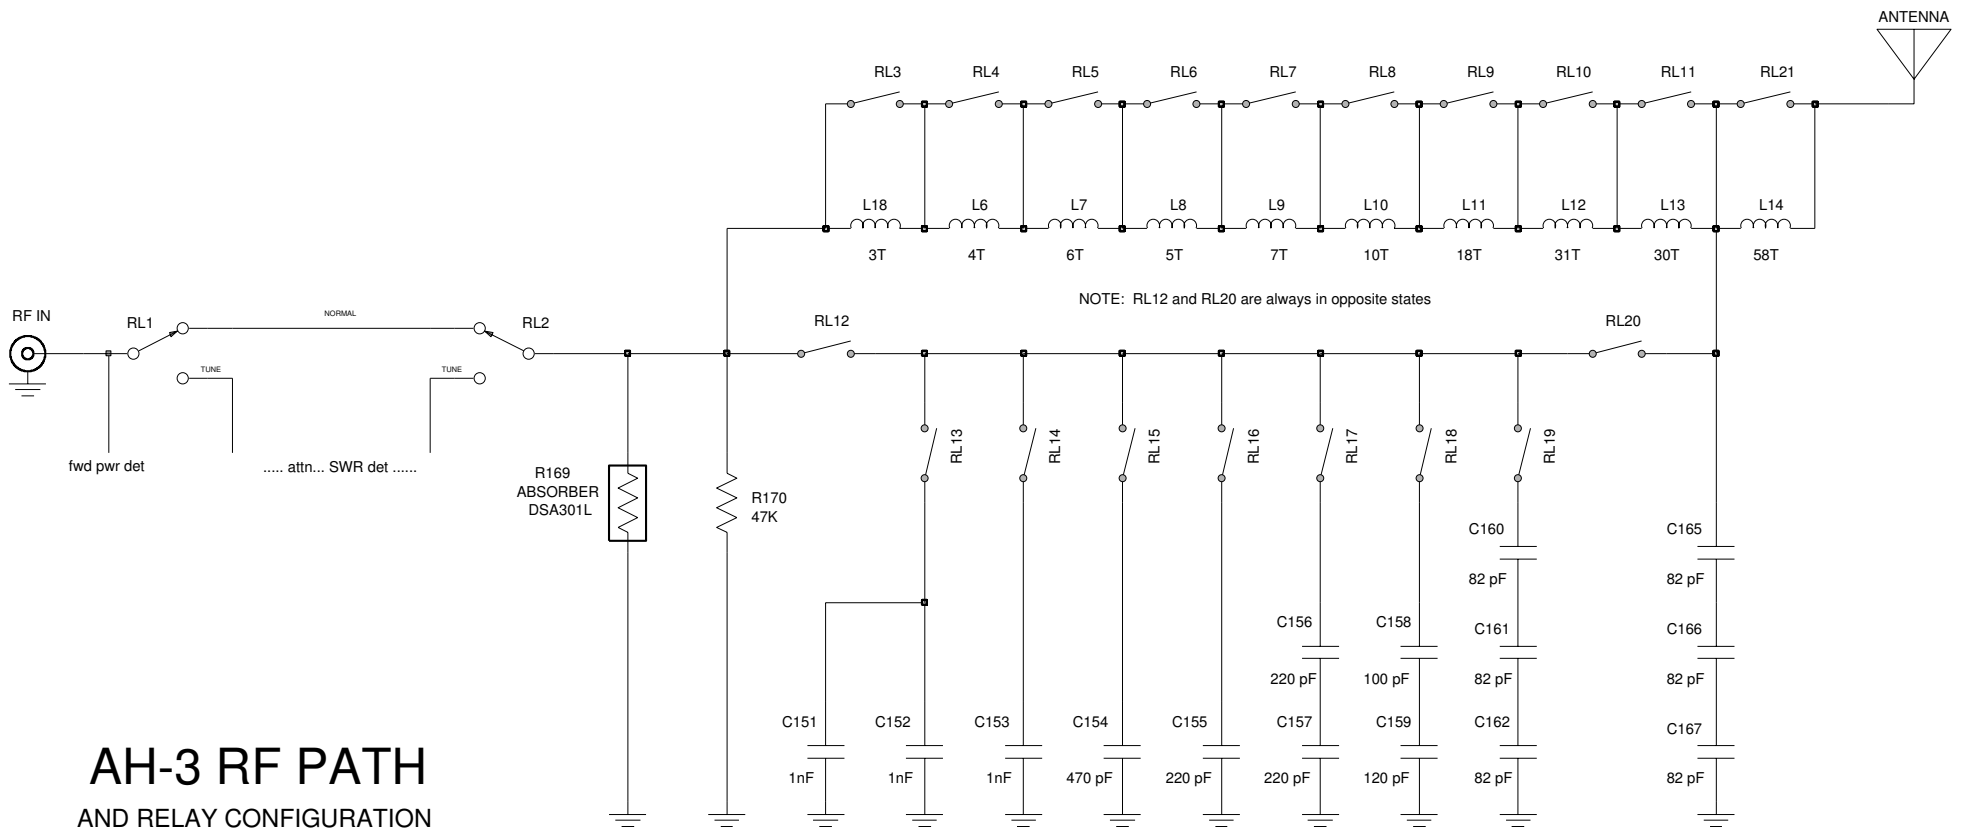 ANTENNA
RL3 RL4 RL5 RL6 RL7 RL8 RL9 RL10 RL11 RL21
L18 L6 L7 L8 L9 L10 L11 L12 L13 L14
3T 4T 6T 5T 7T 10T 18T 31T 30T 58T
NOTE: RL12 and RL20 are always in opposite states
RF IN
RL1
NORMAL
RL2
RL12
RL20
TUNE
TUNE
fwd pwr det
..... attn... SWR det ......
RL13 RL14 RL15 RL16 RL17 RL18 RL19
R169
ABSORBER
DSA301L
R170
47K
C160
82 pF
C165
82 pF
C156
220 pF
C158
100 pF
C161
82 pF
C166
82 pF
C151
1nF
C152
1nF
C153
1nF
C154
470 pF
C155
220 pF
C157
220 pF
C159
120 pF
C162
82 pF
C167
82 pF
AH-3 RF PATH
AND RELAY CONFIGURATION